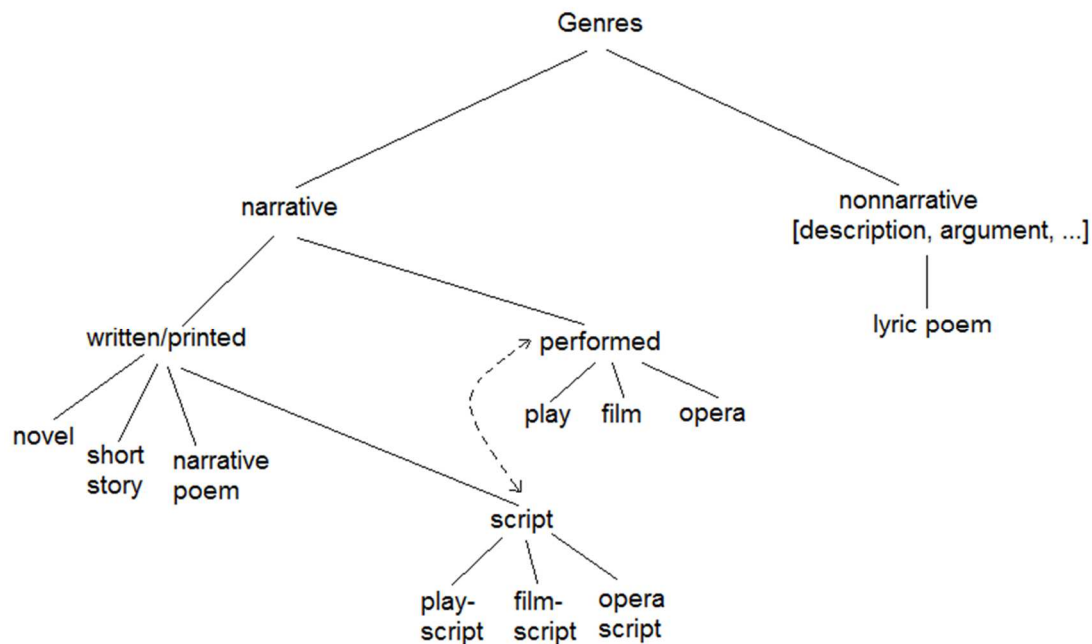 Genres
narrative
nonnarrative
[description, argument, ...]
written/printed
performed
lyric poem
novel
short
story
narrative
poem
play
film
opera
script
play-
script
film-
script
opera
script